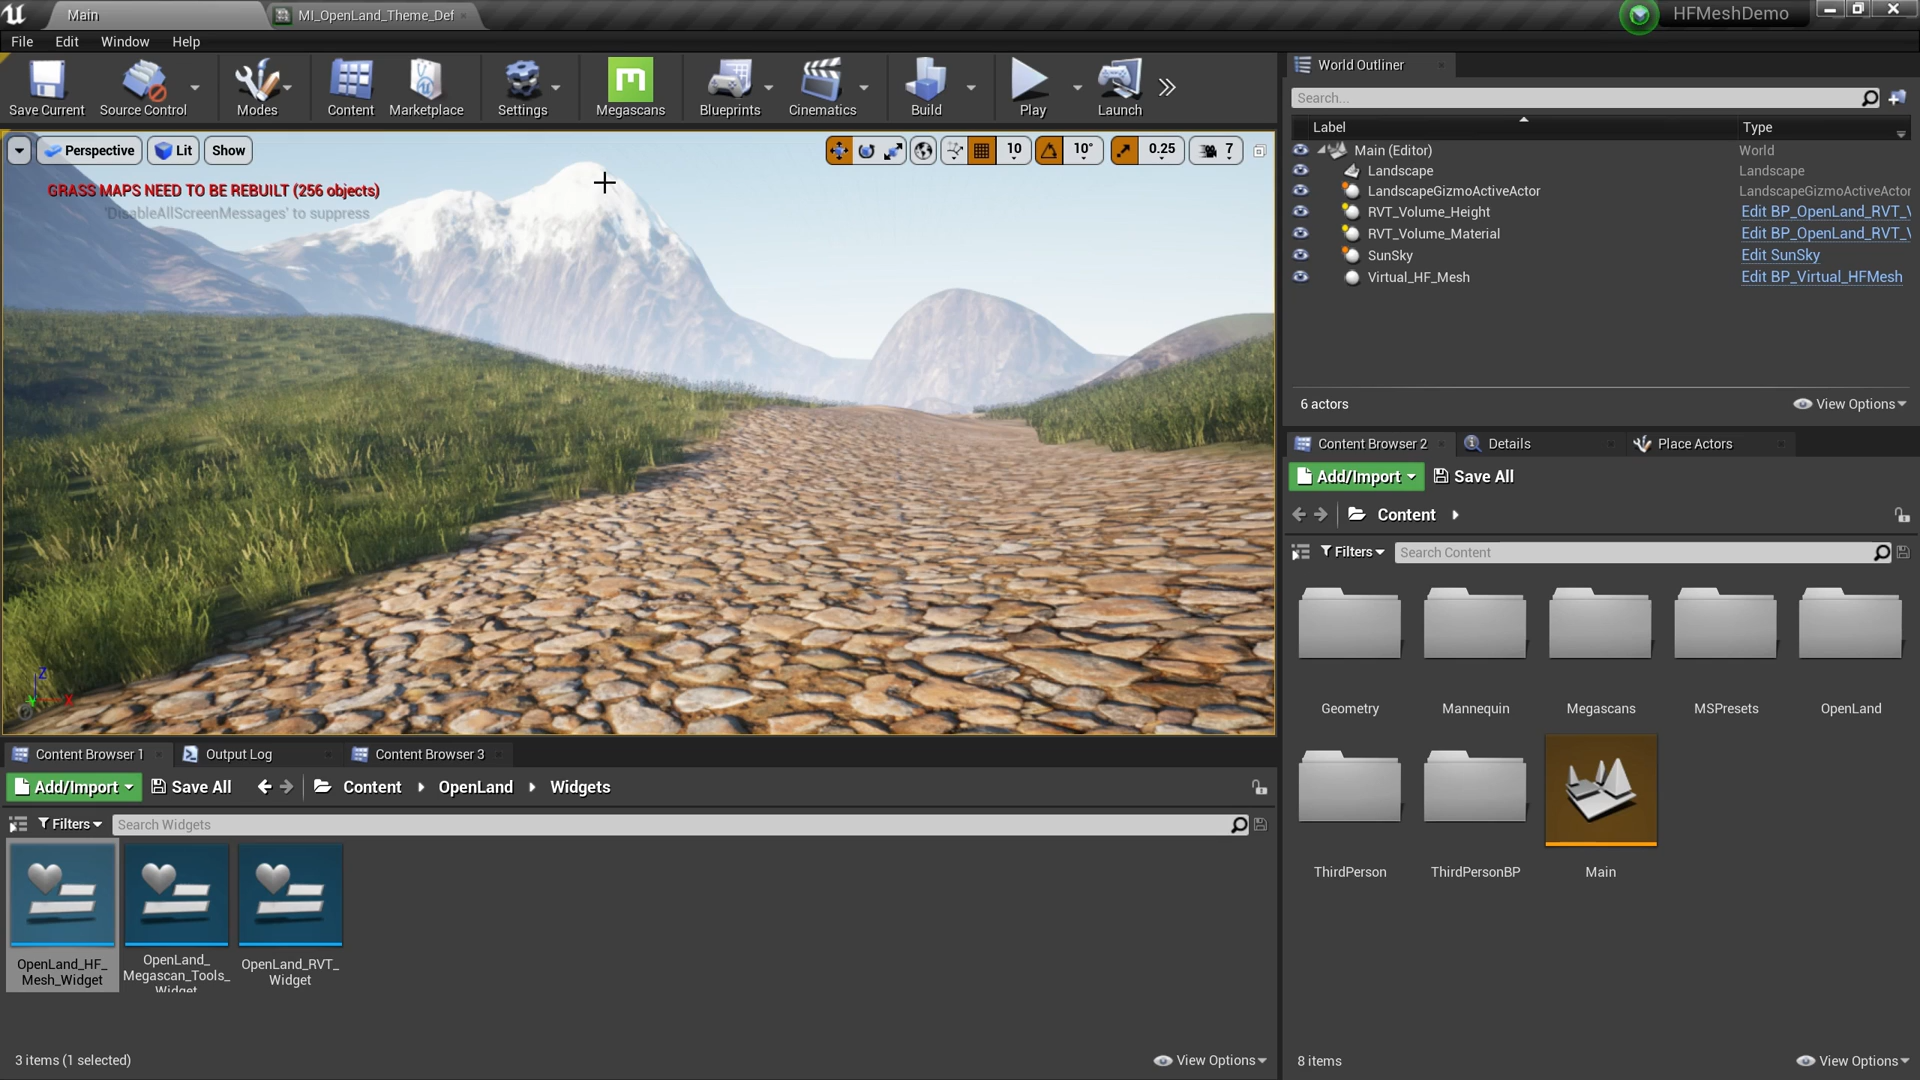 Main
MI_OpenLand_Theme_Def
HFMeshDemo
File Edit Window Help
Save Current
Source Control
Modes
Content
Marketplace
Settings
Megascans
Blueprints
Cinematics
Build
Play
Launch
Perspective
Lit
Show
10
10°
0.25
7
GRASS MAPS NEED TO BE REBUILT (256 objects)
'DisableAllScreenMessages' to suppress
Z
X
World Outliner
Search...
Label Type
Main (Editor) World
Landscape Landscape
LandscapeGizmoActiveActor LandscapeGizmoActiveActor
RVT_Volume_Height Edit BP_OpenLand_RVT_V
RVT_Volume_Material Edit BP_OpenLand_RVT_V
SunSky Edit SunSky
Virtual_HF_Mesh Edit BP_Virtual_HFMesh
6 actors
View Options
Content Browser 2
Details
Place Actors
Add/Import
Save All
Content
Filters
Search Content
Geometry
Mannequin
Megascans
MSPresets
OpenLand
ThirdPerson
ThirdPersonBP
Main
8 items
View Options
Content Browser 1
Output Log
Content Browser 3
Add/Import
Save All
Content
OpenLand
Widgets
Filters
Search Widgets
OpenLand_HF_
Mesh_Widget
OpenLand_
Megascan_Tools_
Widget
OpenLand_RVT_
Widget
3 items (1 selected)
View Options